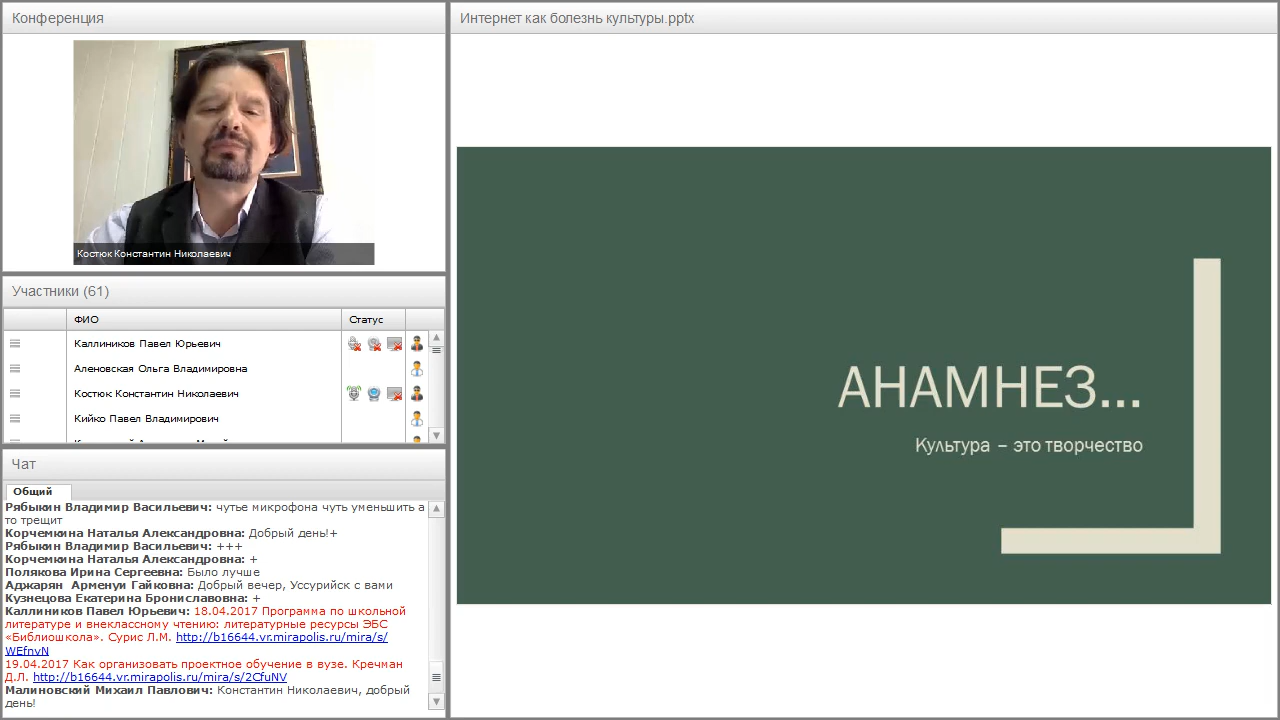 Конференция
Костюк Константин Николаевич
Участники (61)
ФИО Статус
Каллиников Павел Юрьевич
Аленовская Ольга Владимировна
Костюк Константин Николаевич
Кийко Павел Владимирович
Чат
Общий
Рябыкин Владимир Васильевич: чутье микрофона чуть уменьшить а
то трещит
Корчемкина Наталья Александровна: Добрый день!+
Рябыкин Владимир Васильевич: +++
Корчемкина Наталья Александровна: +
Полякова Ирина Сергеевна: Было лучше
Аджарян Арменуи Гайковна: Добрый вечер, Уссурийск с вами
Кузнецова Екатерина Брониславовна: +
Каллиников Павел Юрьевич: 18.04.2017 Программа по школьной
литературе и внеклассному чтению: литературные ресурсы ЭБС
«Библиошкола». Сурис Л.М. http://b16644.vr.mirapolis.ru/mira/s/
WEfnvN
19.04.2017 Как организовать проектное обучение в вузе. Кречман
Д.Л. http://b16644.vr.mirapolis.ru/mira/s/2CfuNV
Малиновский Михаил Павлович: Константин Николаевич, добрый
день!
Интернет как болезнь культуры.pptx
АНАМНЕЗ...
Культура – это творчество